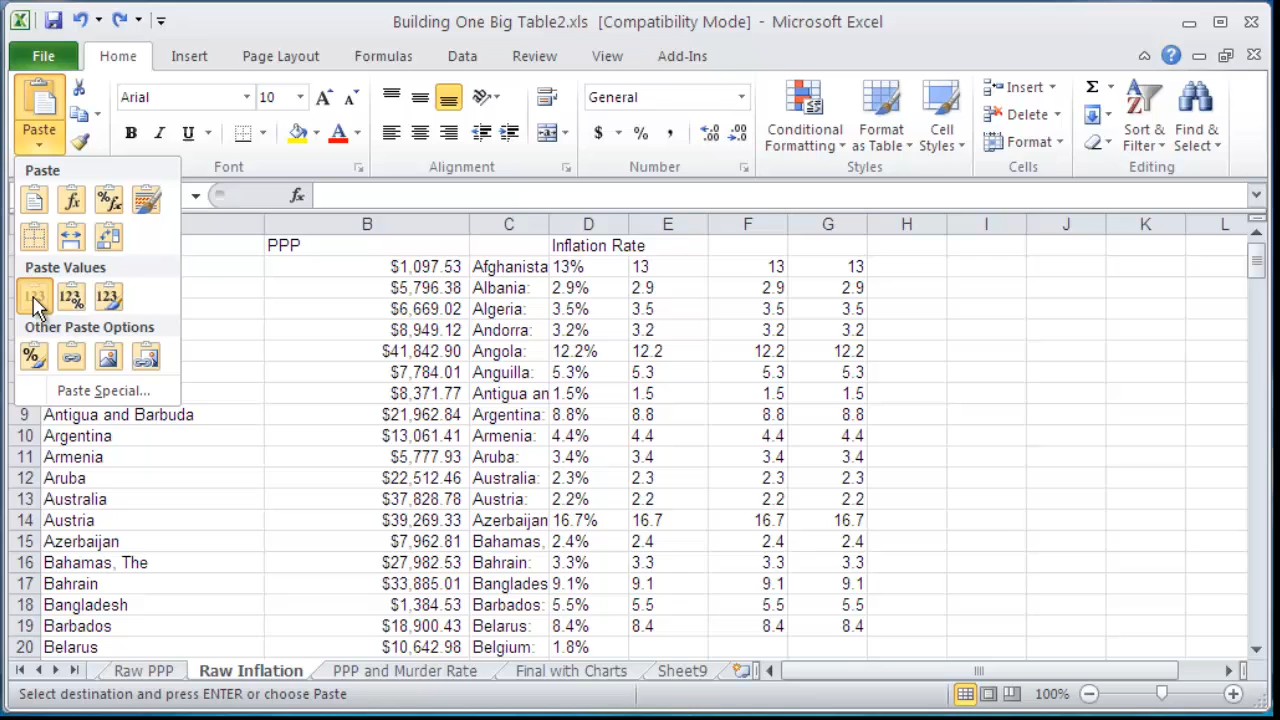 Building One Big Table2.xls [Compatibility Mode] - Microsoft Excel
File Home Insert Page Layout Formulas Data Review View Add-Ins
Paste Arial 10 General Conditional Formatting Format as Table Cell Styles Insert Delete Format Sort & Filter Find & Select
Font Alignment Number Styles Cells Editing
Paste
Paste Values
Other Paste Options
Paste Special...
fx
B C D E F G H I J K L
PPP Inflation Rate
$1,097.53 Afghanista 13% 13 13 13
$5,796.38 Albania: 2.9% 2.9 2.9 2.9
$6,669.02 Algeria: 3.5% 3.5 3.5 3.5
$8,949.12 Andorra: 3.2% 3.2 3.2 3.2
$41,842.90 Angola: 12.2% 12.2 12.2 12.2
$7,784.01 Anguilla: 5.3% 5.3 5.3 5.3
$8,371.77 Antigua an 1.5% 1.5 1.5 1.5
9 Antigua and Barbuda $21,962.84 Argentina: 8.8% 8.8 8.8 8.8
10 Argentina $13,061.41 Armenia: 4.4% 4.4 4.4 4.4
11 Armenia $5,777.93 Aruba: 3.4% 3.4 3.4 3.4
12 Aruba $22,512.46 Australia: 2.3% 2.3 2.3 2.3
13 Australia $37,828.78 Austria: 2.2% 2.2 2.2 2.2
14 Austria $39,269.33 Azerbaijan 16.7% 16.7 16.7 16.7
15 Azerbaijan $7,962.81 Bahamas, 2.4% 2.4 2.4 2.4
16 Bahamas, The $27,982.53 Bahrain: 3.3% 3.3 3.3 3.3
17 Bahrain $33,885.01 Banglades 9.1% 9.1 9.1 9.1
18 Bangladesh $1,384.53 Barbados: 5.5% 5.5 5.5 5.5
19 Barbados $18,900.43 Belarus: 8.4% 8.4 8.4 8.4
20 Belarus $10,642.98 Belgium: 1.8%
Raw PPP Raw Inflation PPP and Murder Rate Final with Charts Sheet9
Select destination and press ENTER or choose Paste 100%